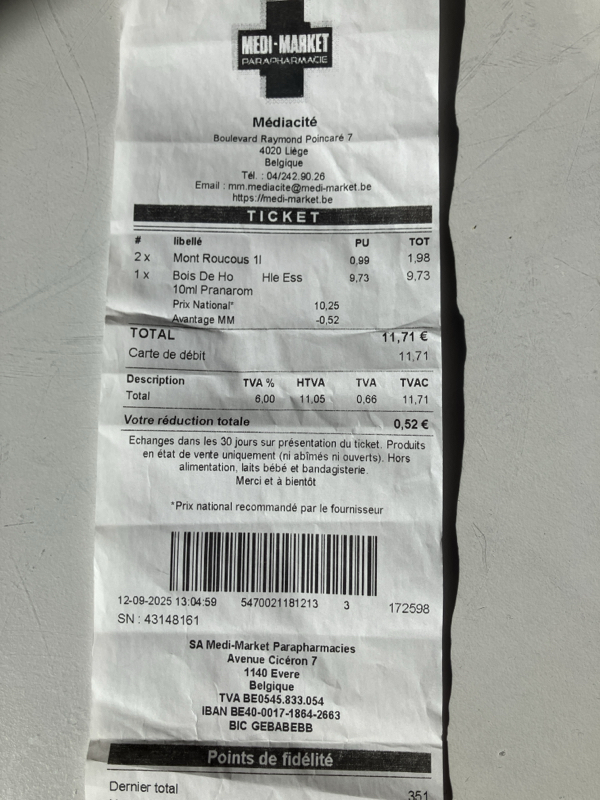 MEDI-MARKET
PARAPHARMACIE
Médiacité
Boulevard Raymond Poincaré 7
4020 Liège
Belgique
Tél. : 04/242.90.26
Email : mm.mediacite@medi-market.be
https://medi-market.be
TICKET
# libellé PU TOT
2 x Mont Roucous 1l 0,99 1,98
1 x Bois De Ho Hle Ess 9,73 9,73
10ml Pranarom
Prix National* 10,25
Avantage MM -0,52
TOTAL 11,71 €
Carte de débit 11,71
Description TVA % HTVA TVA TVAC
Total 6,00 11,05 0,66 11,71
Votre réduction totale 0,52 €
Echanges dans les 30 jours sur présentation du ticket. Produits
en état de vente uniquement (ni abîmés ni ouverts). Hors
alimentation, laits bébé et bandagisterie.
Merci et à bientôt
*Prix national recommandé par le fournisseur
12-09-2025 13:04:59 5470021181213 3 172598
SN : 43148161
SA Medi-Market Parapharmacies
Avenue Cicéron 7
1140 Evere
Belgique
TVA BE0545.833.054
IBAN BE40-0017-1864-2663
BIC GEBABEBB
Points de fidélité
Dernier total 351